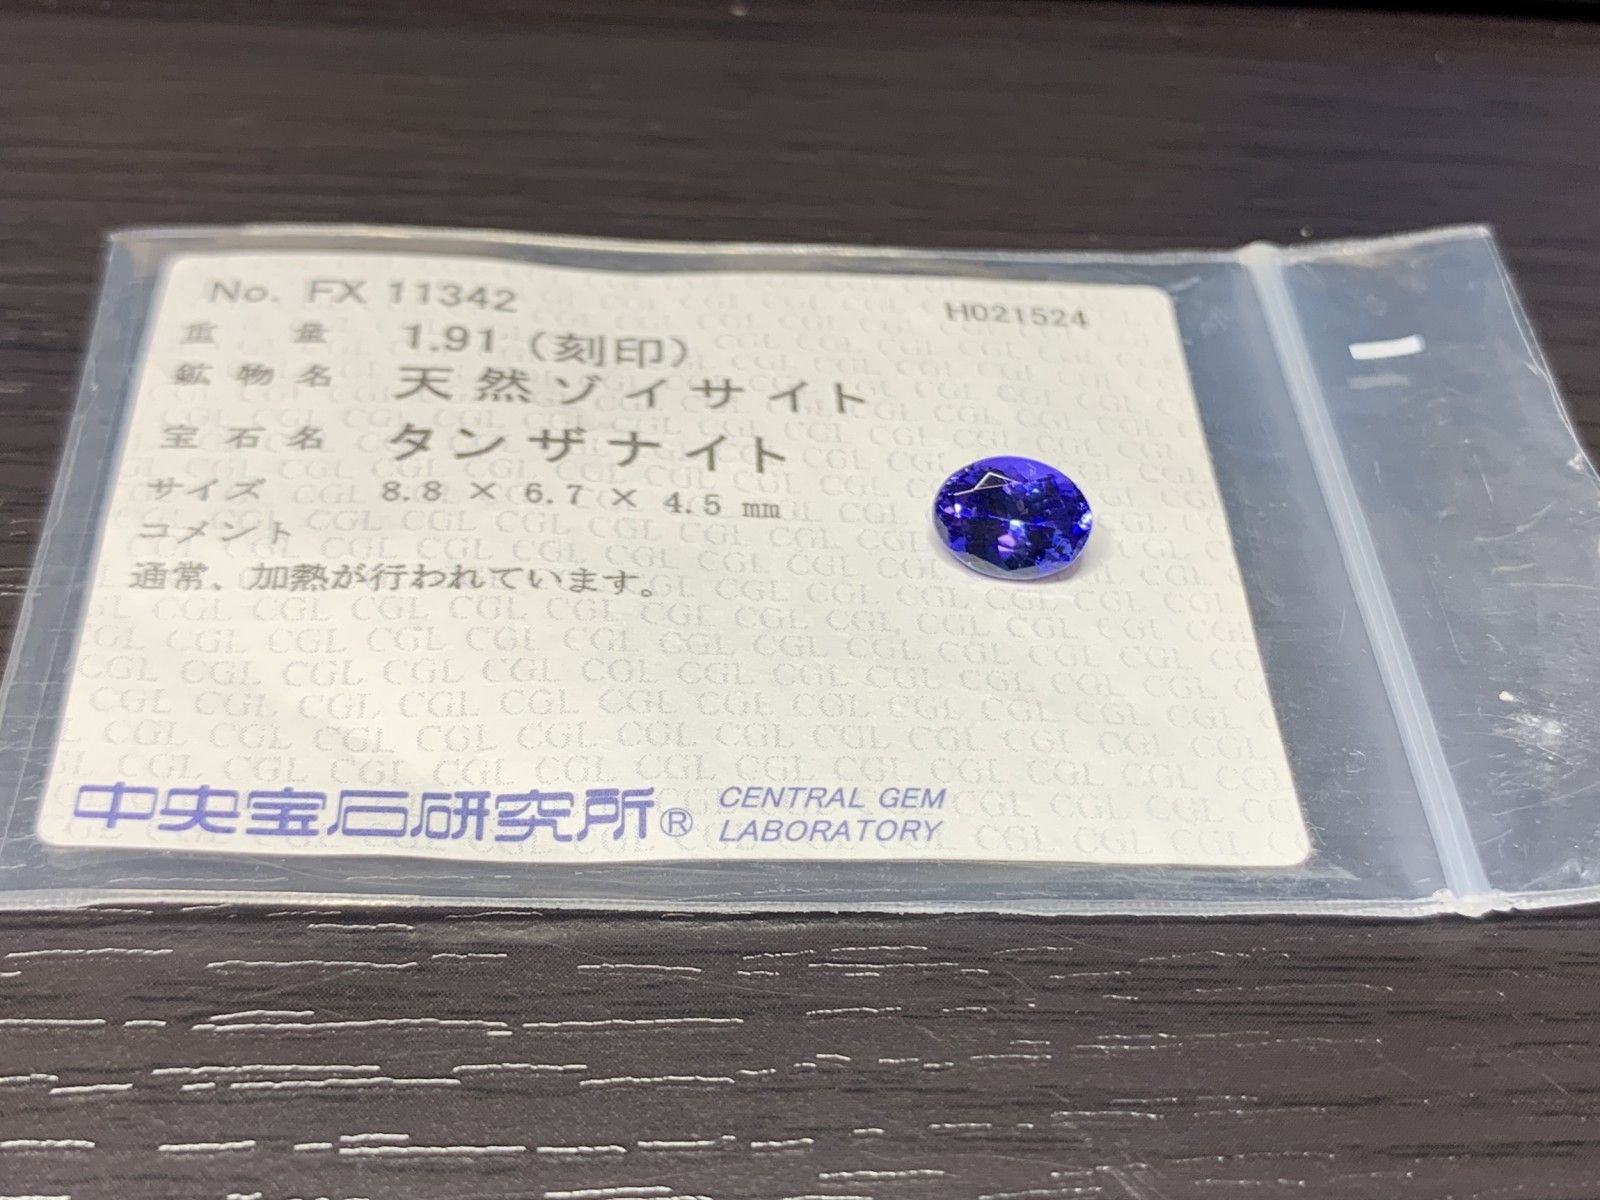 No. FX 11342
H021524
重量 1.91 (刻印)
鉱物名 天然ゾイサイト
宝石名 タンザナイト
サイズ 8.8 × 6.7 × 4.5 mm
コメント
通常、加熱が行われています。
中央宝石研究所® CENTRAL GEM
LABORATORY